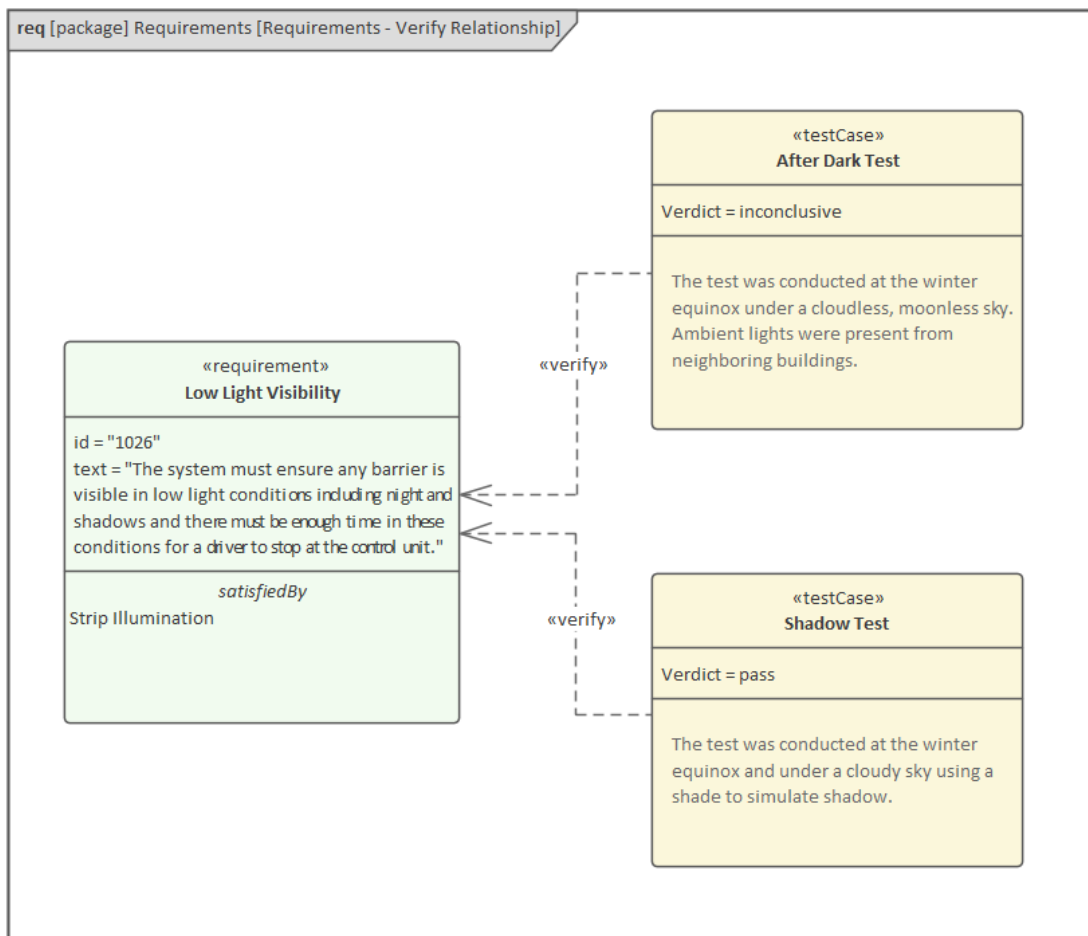 req [package] Requirements [Requirements - Verify Relationship]
«testCase»
After Dark Test
Verdict = inconclusive
The test was conducted at the winter
equinox under a cloudless, moonless sky.
Ambient lights were present from
neighboring buildings.
«verify»
«requirement»
Low Light Visibility
id = "1026"
text = "The system must ensure any barrier is
visible in low light conditions including night and
shadows and there must be enough time in these
conditions for a driver to stop at the control unit."
satisfiedBy
Strip Illumination
«verify»
«testCase»
Shadow Test
Verdict = pass
The test was conducted at the winter
equinox and under a cloudy sky using a
shade to simulate shadow.